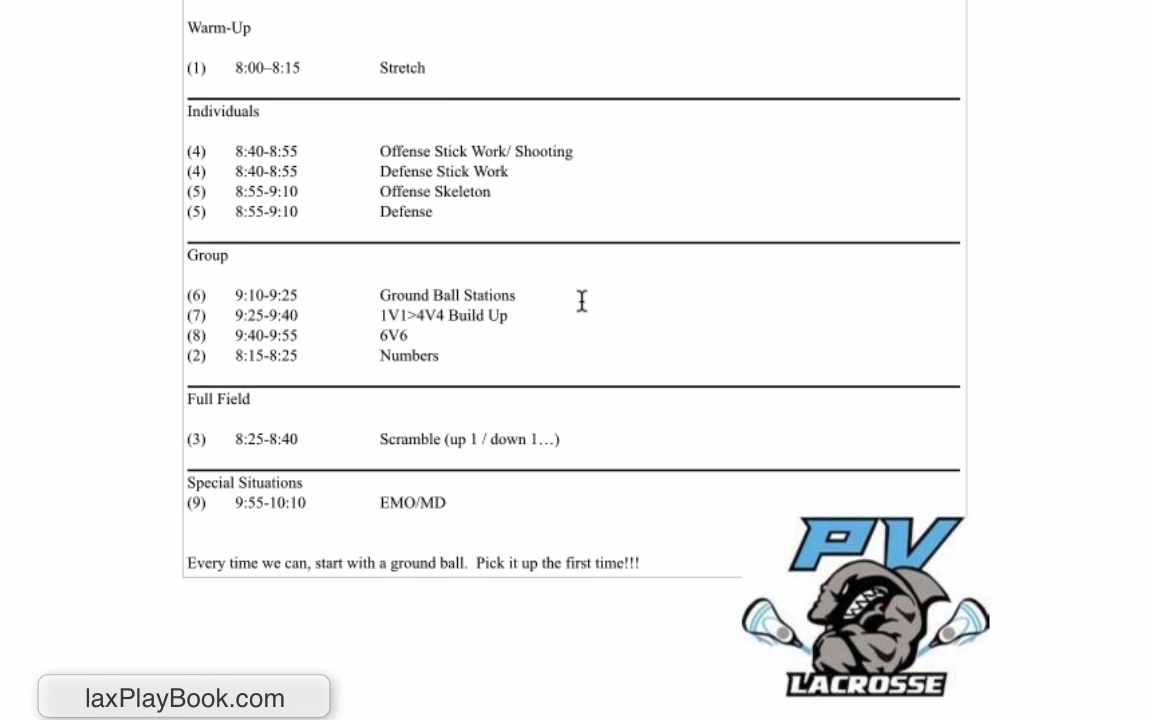 Warm-Up
(1) 8:00–8:15 Stretch
Individuals
(4) 8:40-8:55 Offense Stick Work/ Shooting
(4) 8:40-8:55 Defense Stick Work
(5) 8:55-9:10 Offense Skeleton
(5) 8:55-9:10 Defense
Group
(6) 9:10-9:25 Ground Ball Stations
(7) 9:25-9:40 1V1>4V4 Build Up
(8) 9:40-9:55 6V6
(2) 8:15-8:25 Numbers
Full Field
(3) 8:25-8:40 Scramble (up 1 / down 1…)
Special Situations
(9) 9:55-10:10 EMO/MD
Every time we can, start with a ground ball.  Pick it up the first time!!!
PV
LACROSSE
laxPlayBook.com